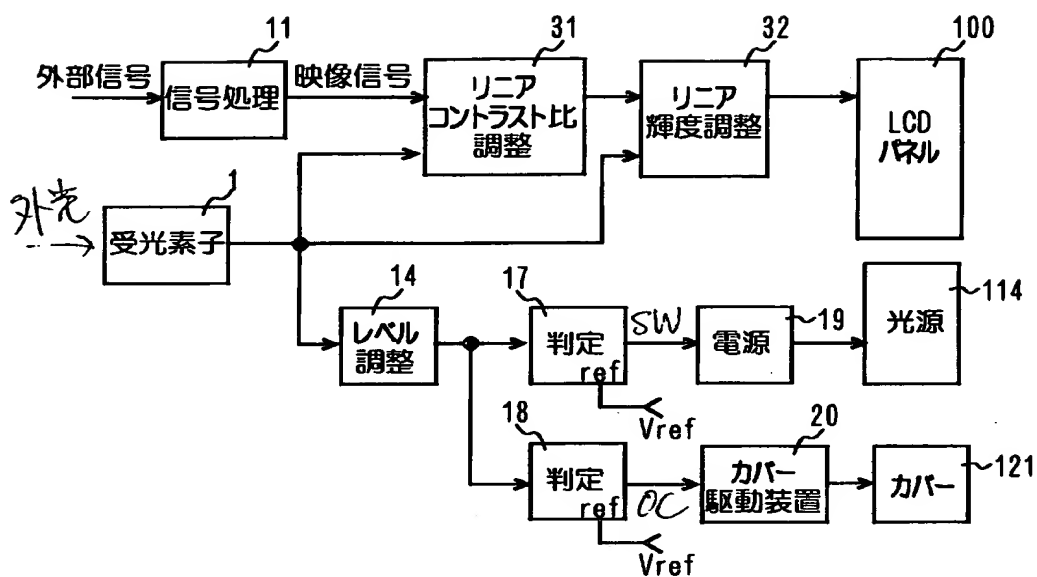 11
31
32
100
外部信号
信号処理
映像信号
リニア
コントラスト比
調整
リニア
輝度調整
LCD
パネル
外光
1
受光素子
14
レベル
調整
17
判定
ref
Vref
SW
電源
19
光源
114
18
判定
ref
Vref
OC
20
カバー
駆動装置
カバー
121